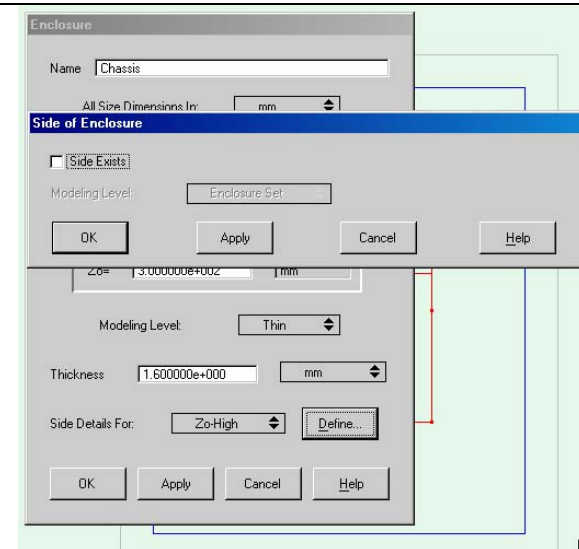 Enclosure
Name Chassis
All Size Dimensions In: mm
Side of Enclosure
Side Exists
Modeling Level: Enclosure Set
OK Apply Cancel Help
Zo= 3.000000e+002 mm
Modeling Level: Thin
Thickness 1.600000e+000 mm
Side Details For: Zo-High Define...
OK Apply Cancel Help